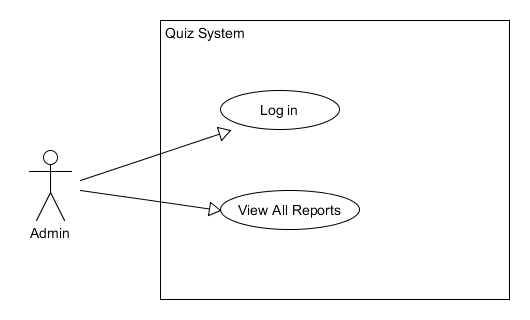 Quiz System
Log in
View All Reports
Admin